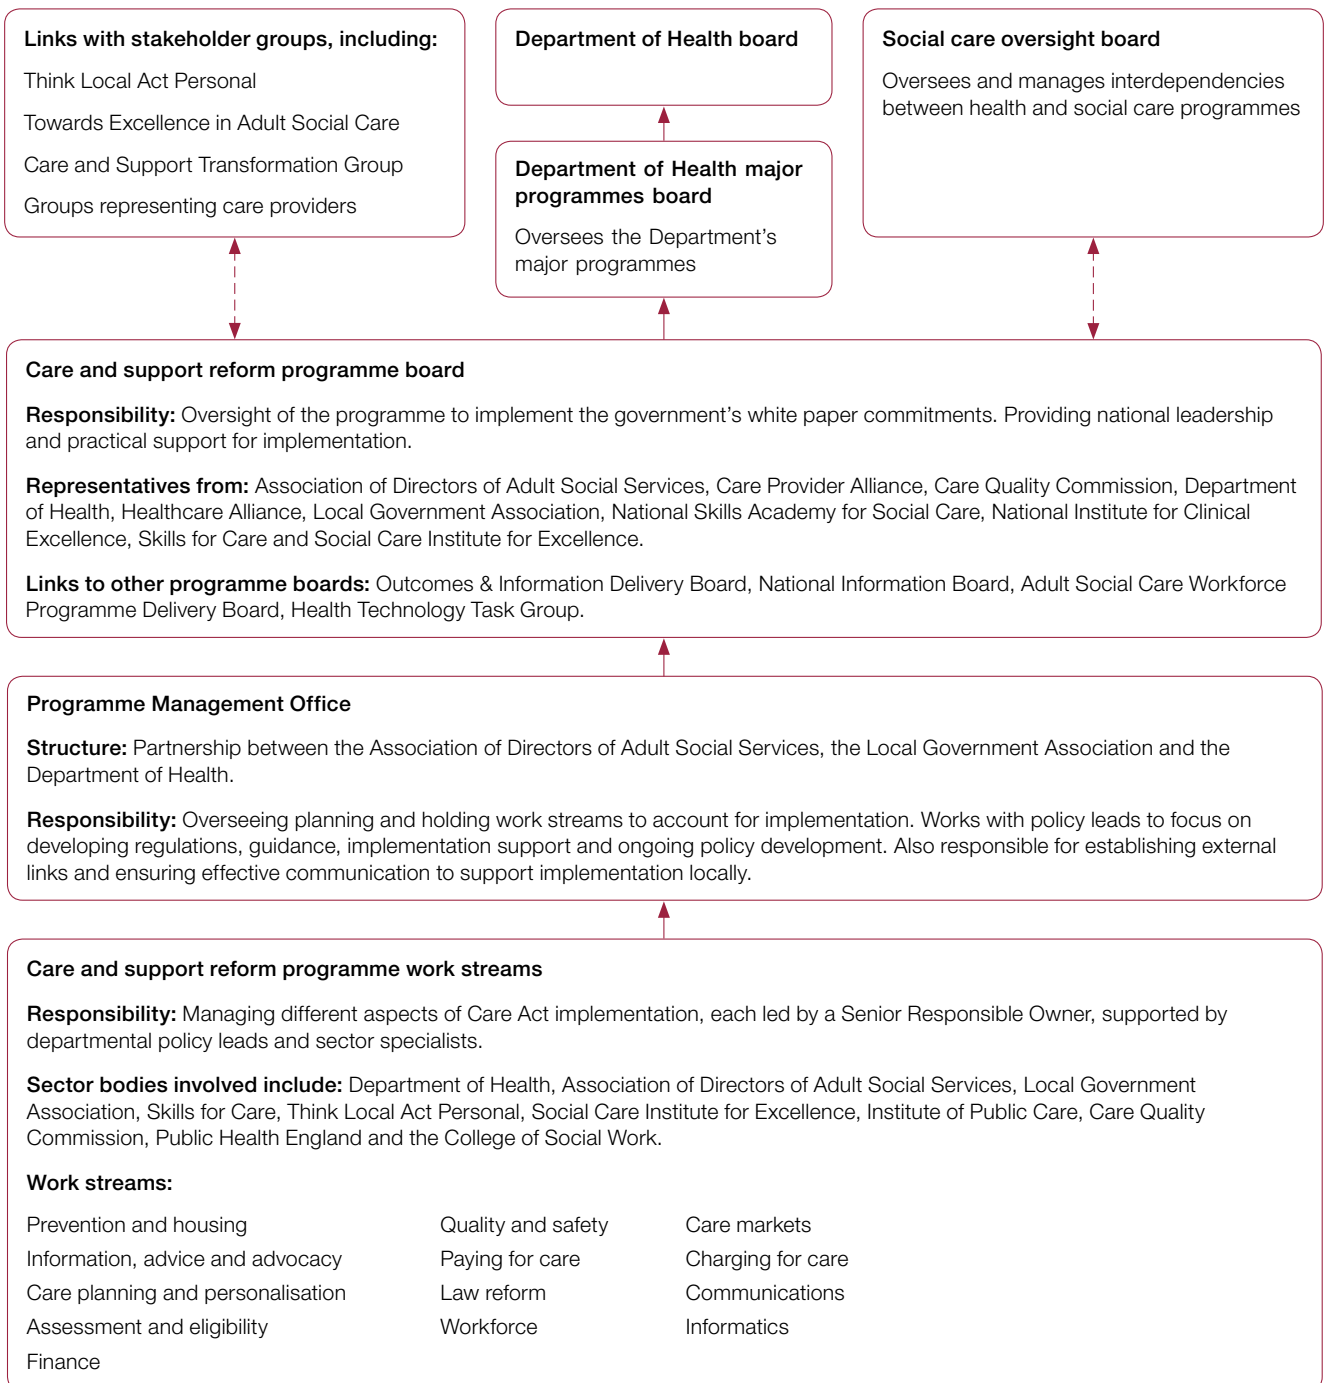 Links with stakeholder groups, including:
Think Local Act Personal
Towards Excellence in Adult Social Care
Care and Support Transformation Group
Groups representing care providers
Department of Health board
Department of Health major
programmes board
Oversees the Department’s
major programmes
Social care oversight board
Oversees and manages interdependencies
between health and social care programmes
Care and support reform programme board
Responsibility: Oversight of the programme to implement the government’s white paper commitments. Providing national leadership
and practical support for implementation.
Representatives from: Association of Directors of Adult Social Services, Care Provider Alliance, Care Quality Commission, Department
of Health, Healthcare Alliance, Local Government Association, National Skills Academy for Social Care, National Institute for Clinical
Excellence, Skills for Care and Social Care Institute for Excellence.
Links to other programme boards: Outcomes & Information Delivery Board, National Information Board, Adult Social Care Workforce
Programme Delivery Board, Health Technology Task Group.
Programme Management Office
Structure: Partnership between the Association of Directors of Adult Social Services, the Local Government Association and the
Department of Health.
Responsibility: Overseeing planning and holding work streams to account for implementation. Works with policy leads to focus on
developing regulations, guidance, implementation support and ongoing policy development. Also responsible for establishing external
links and ensuring effective communication to support implementation locally.
Care and support reform programme work streams
Responsibility: Managing different aspects of Care Act implementation, each led by a Senior Responsible Owner, supported by
departmental policy leads and sector specialists.
Sector bodies involved include: Department of Health, Association of Directors of Adult Social Services, Local Government
Association, Skills for Care, Think Local Act Personal, Social Care Institute for Excellence, Institute of Public Care, Care Quality
Commission, Public Health England and the College of Social Work.
Work streams:
Prevention and housing
Information, advice and advocacy
Care planning and personalisation
Assessment and eligibility
Finance
Quality and safety
Paying for care
Law reform
Workforce
Care markets
Charging for care
Communications
Informatics